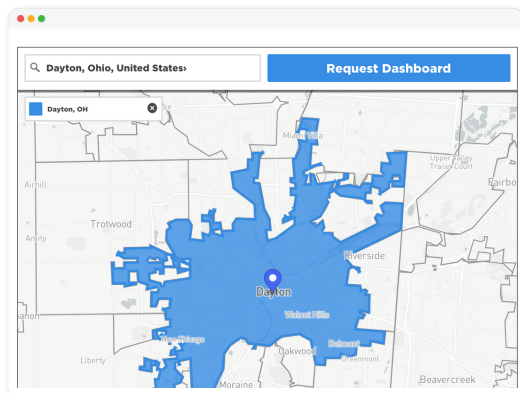 Dayton, Ohio, United States›
Request Dashboard
Dayton, OH
Miami Villa
Upper Valley
Trailer Court
Fairbo
Airhill
Trotwood
Amity
Riverside
Dayton
Walnut Hills
anon
New Chicago
Belmont
Oakwood
Greenmont
Liberty
Beavercreek
Moraine